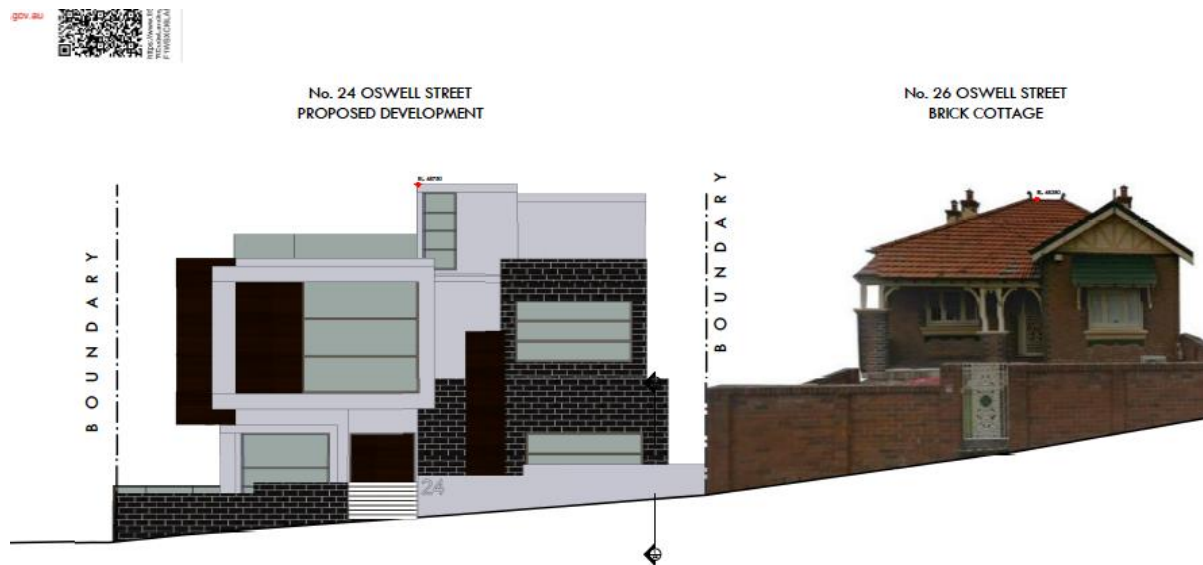 .gov.au
No. 24 OSWELL STREET
PROPOSED DEVELOPMENT
No. 26 OSWELL STREET
BRICK COTTAGE
BOUNDARY
BOUNDARY
24